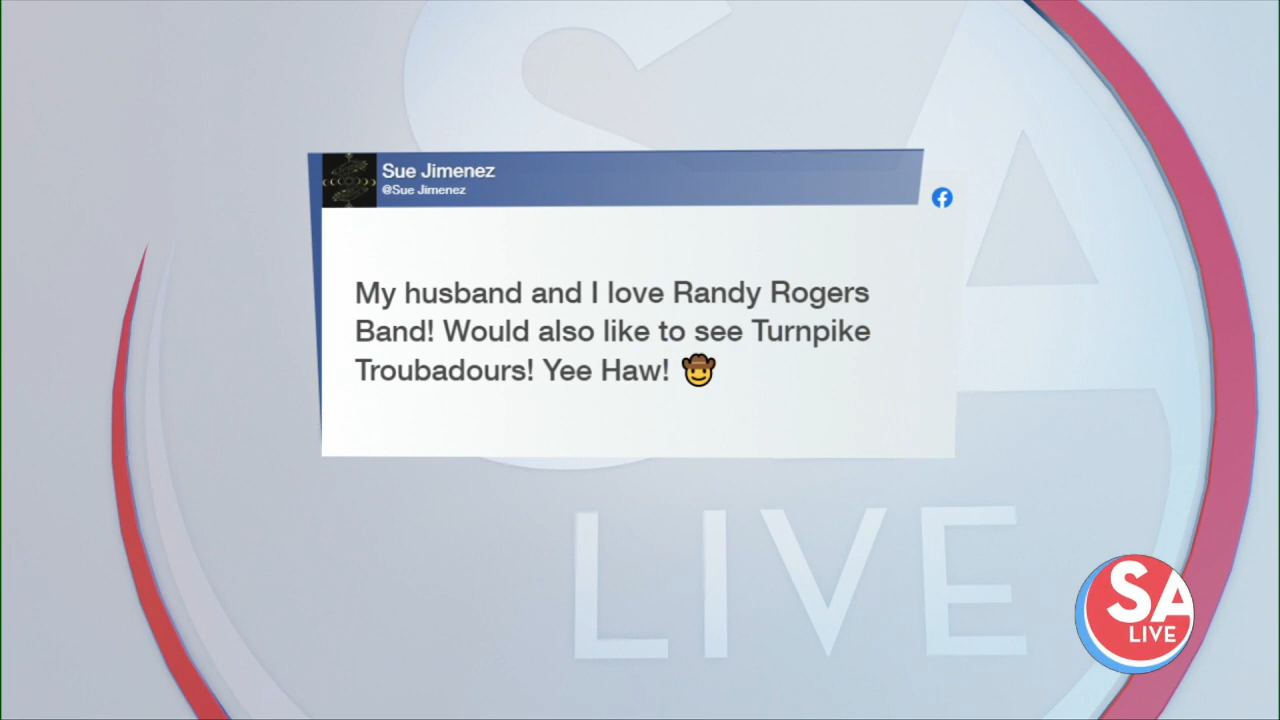 SA
Sue Jimenez
@Sue Jimenez
My husband and I love Randy Rogers
Band! Would also like to see Turnpike
Troubadours! Yee Haw! 🤠
LIVE
SA
LIVE